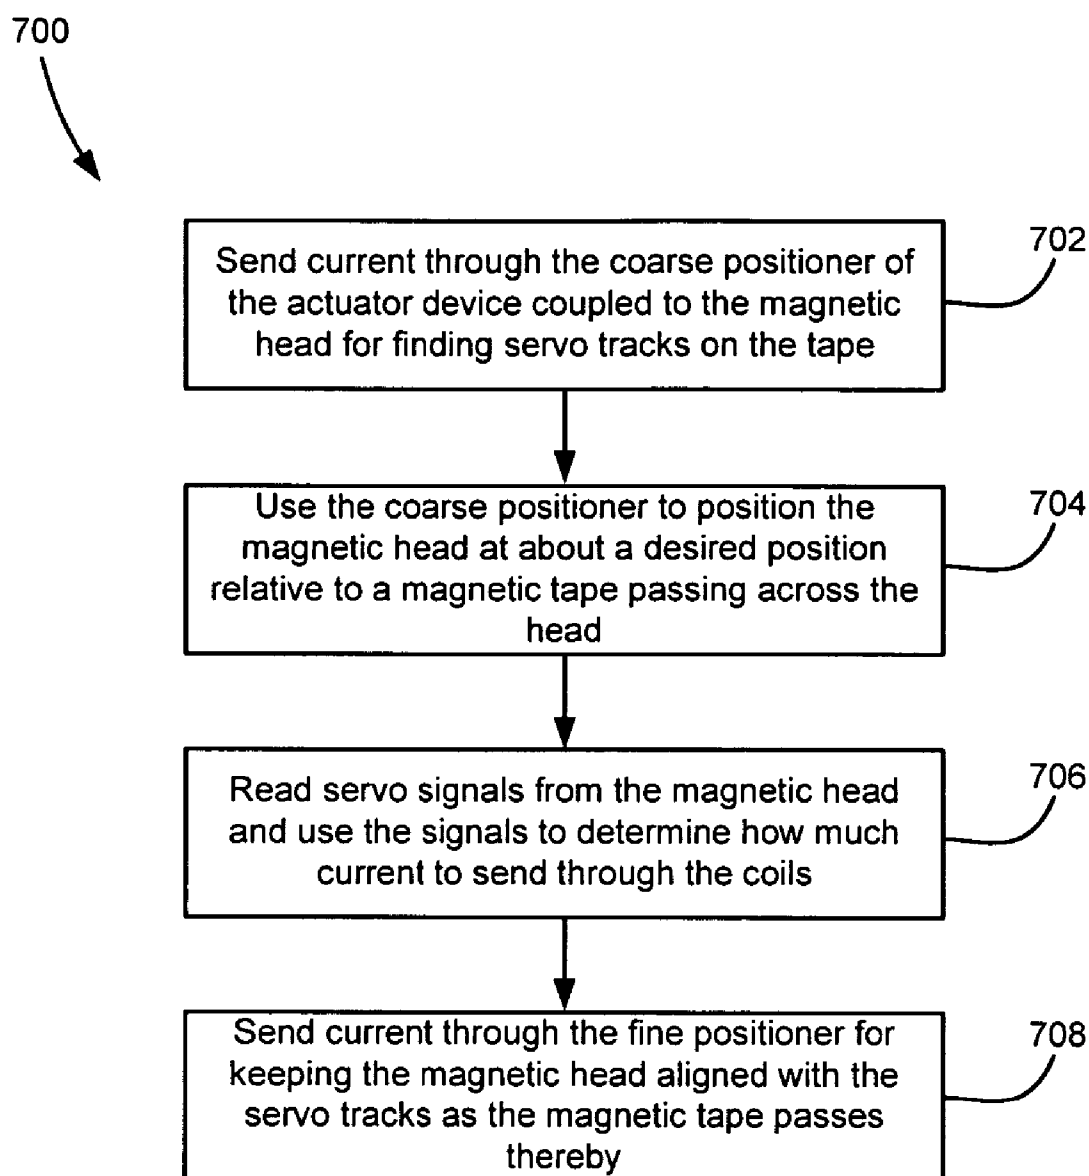 700
Send current through the coarse positioner of
the actuator device coupled to the magnetic
head for finding servo tracks on the tape
702
Use the coarse positioner to position the
magnetic head at about a desired position
relative to a magnetic tape passing across the
head
704
Read servo signals from the magnetic head
and use the signals to determine how much
current to send through the coils
706
Send current through the fine positioner for
keeping the magnetic head aligned with the
servo tracks as the magnetic tape passes
thereby
708